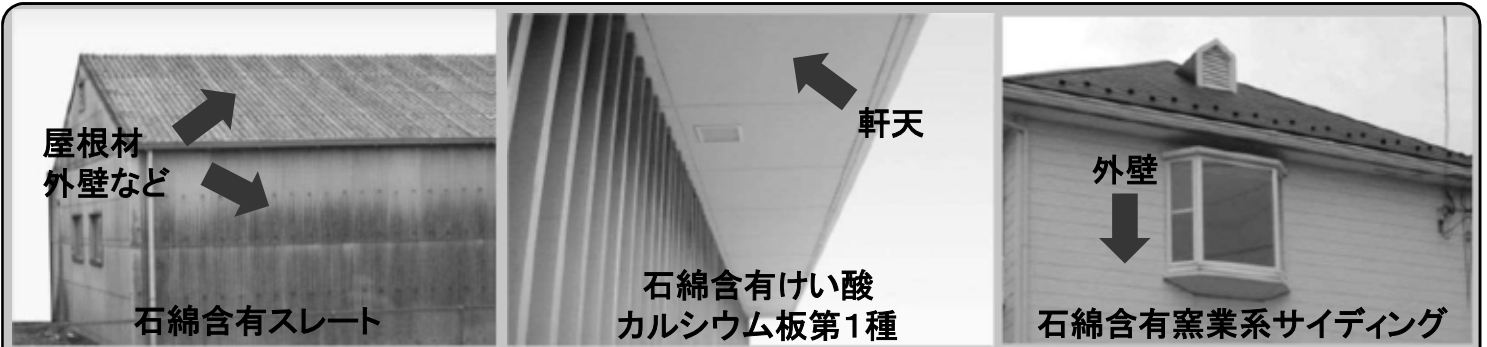 屋根材
外壁など
石綿含有スレート
軒天
石綿含有けい酸
カルシウム板第１種
外壁
石綿含有窯業系サイディング